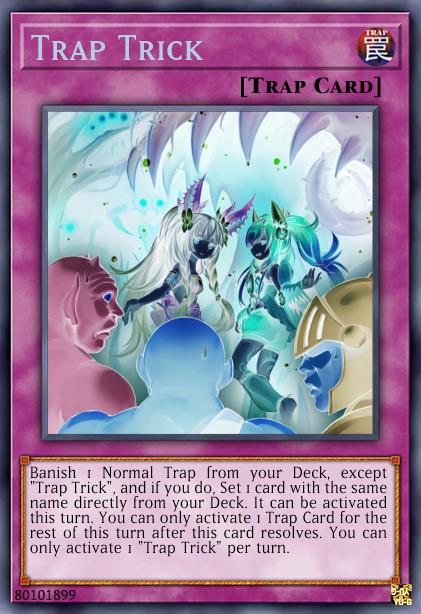 Trap Trick
TRAP
罠
[Trap Card]
Banish 1 Normal Trap from your Deck, except
"Trap Trick", and if you do, Set 1 card with the same
name directly from your Deck. It can be activated
this turn. You can only activate 1 Trap Card for the
rest of this turn after this card resolves. You can
only activate 1 "Trap Trick" per turn.
80101899